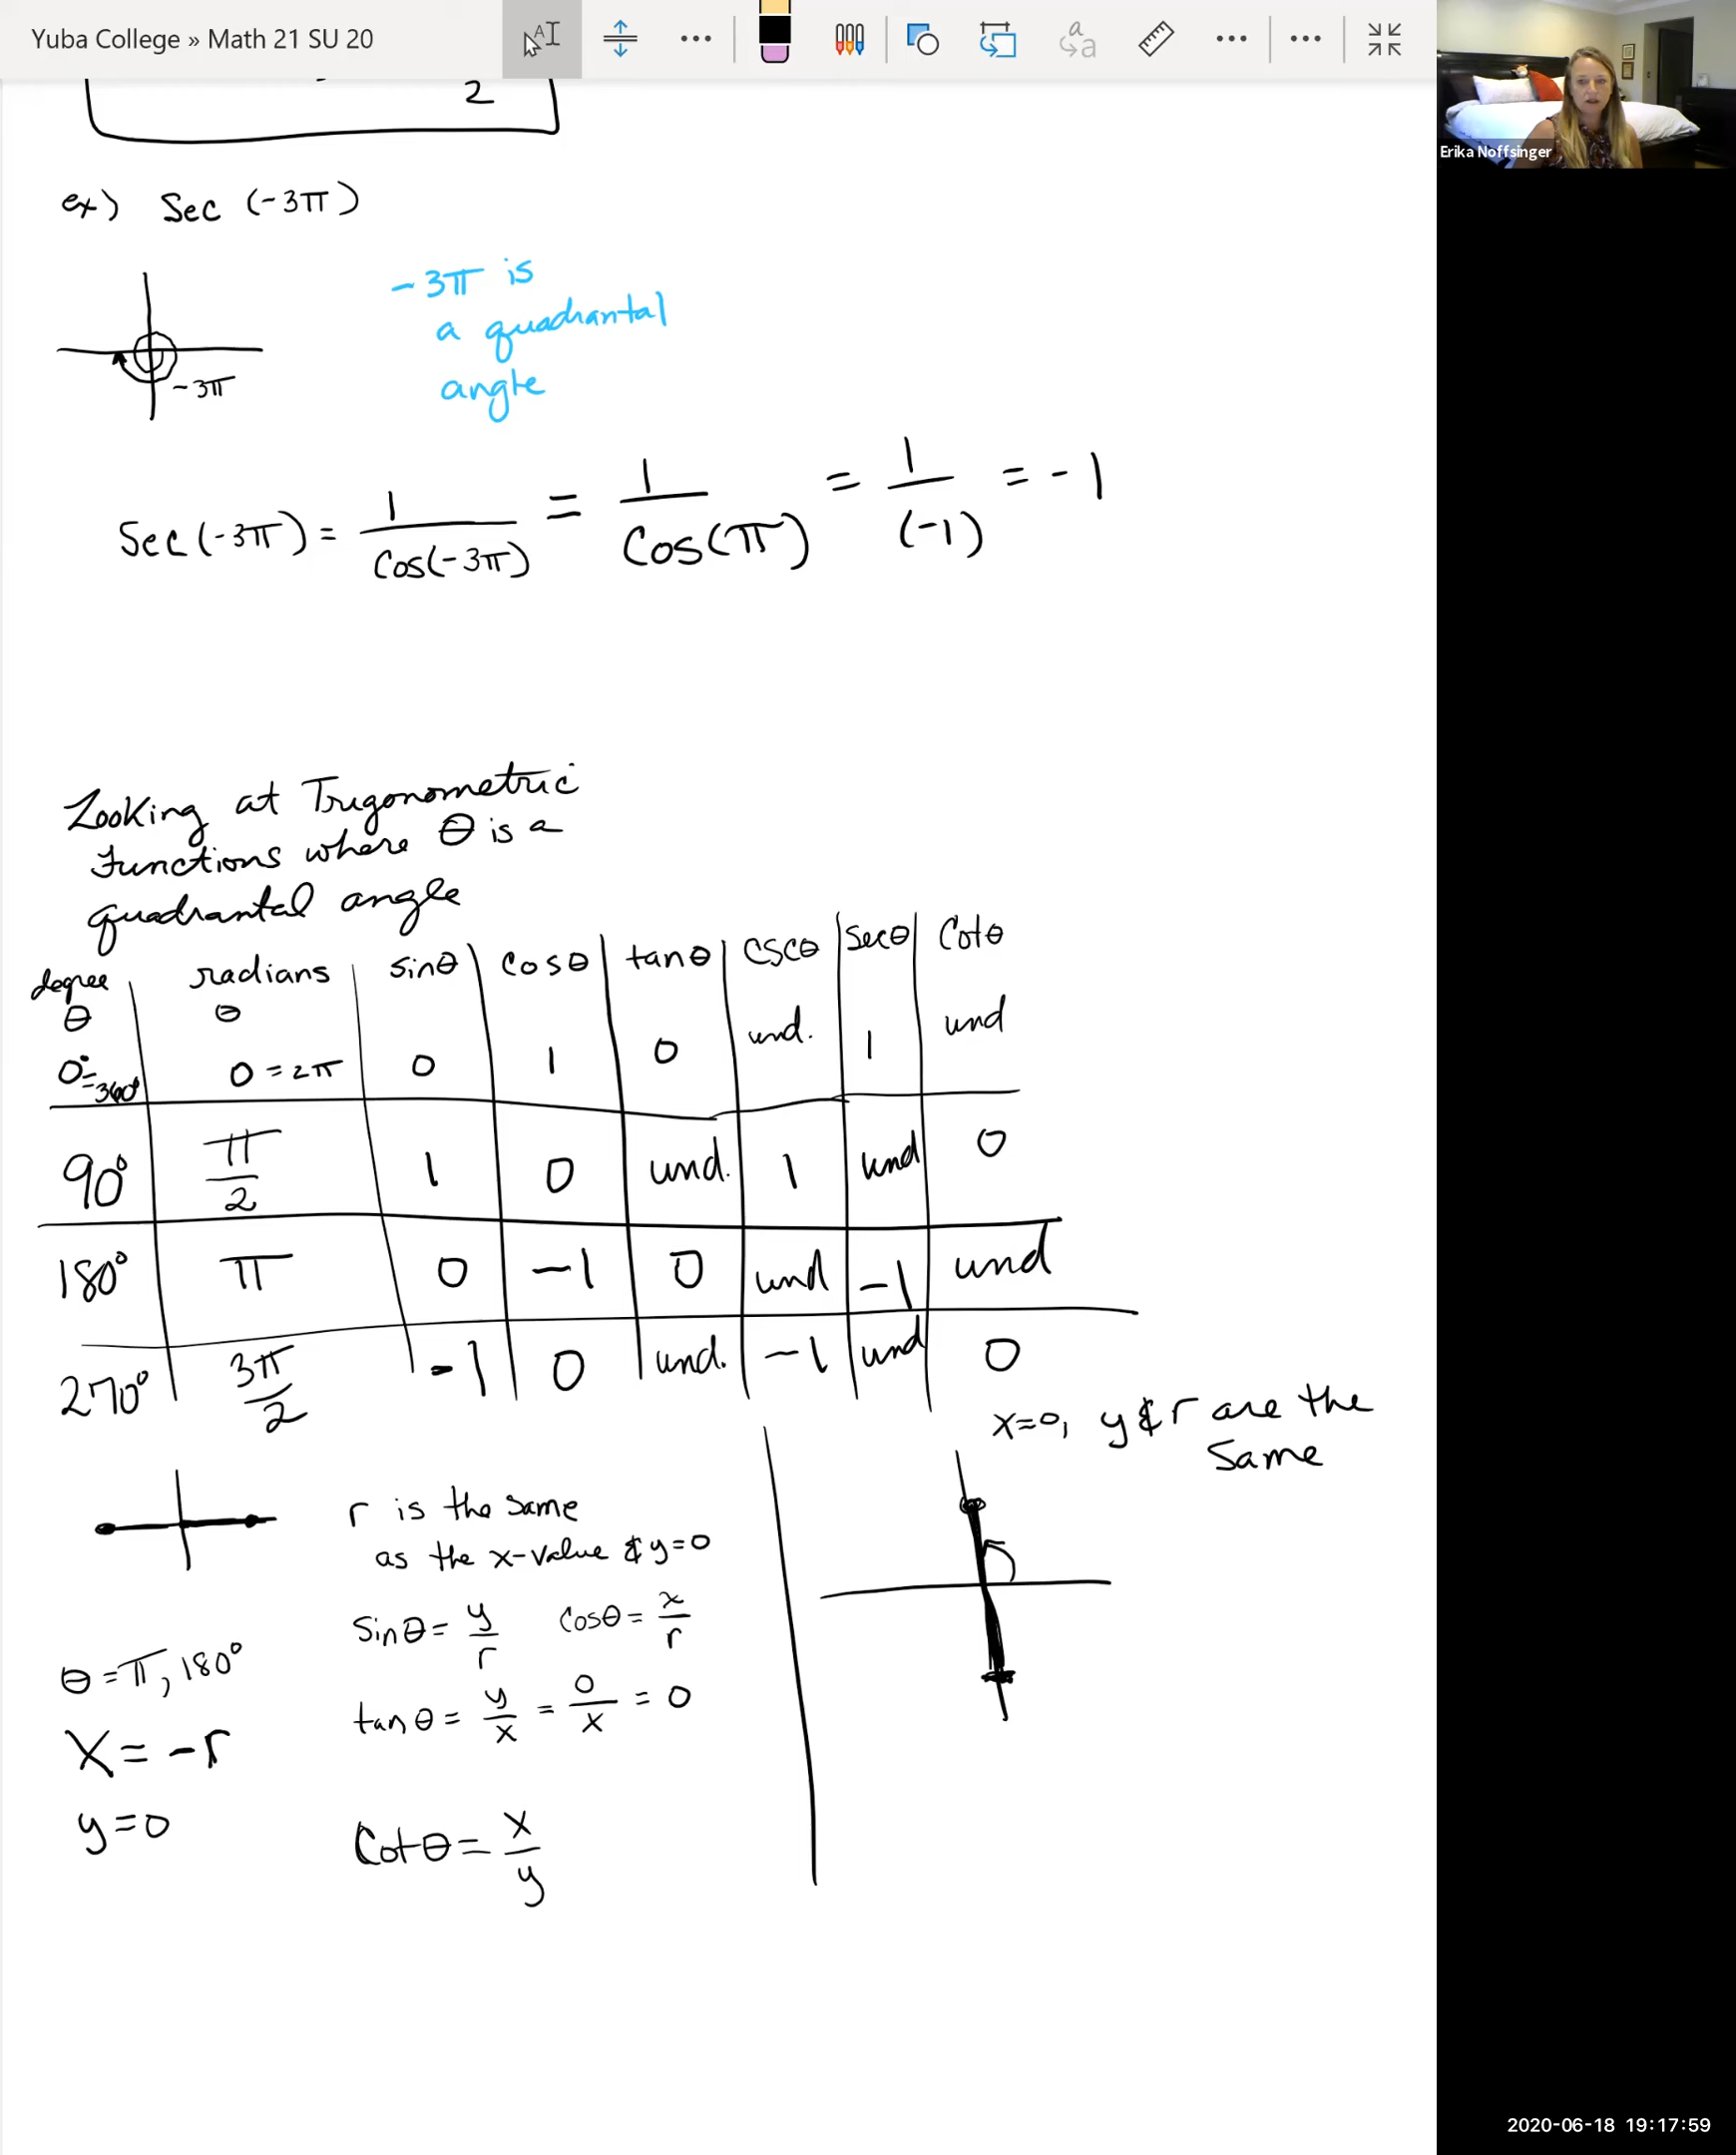 Yuba College » Math 21 SU 20
2
ex) Sec (-3π)
-3π is
a quadrantal
angle
-3π
Sec(-3π) = 1/Cos(-3π) = 1/Cos(π) = 1/(-1) = -1
Looking at Trigonometric
Functions where θ is a
quadrantal angle
degree θ radians θ sinθ cosθ tanθ cscθ secθ cotθ
0°=360° 0 = 2π 0 1 0 und. 1 und
90° π/2 1 0 und. 1 und 0
180° π 0 -1 0 und -1 und
270° 3π/2 -1 0 und. -1 und 0
x=0, y & r are the
same
r is the same
as the x-value & y=0
Sinθ = y/r Cosθ = x/r
θ = π, 180°
tanθ = y/x = 0/x = 0
X = -r
y = 0
Cotθ = x/y
Erika Noffsinger
2020-06-18 19:17:59